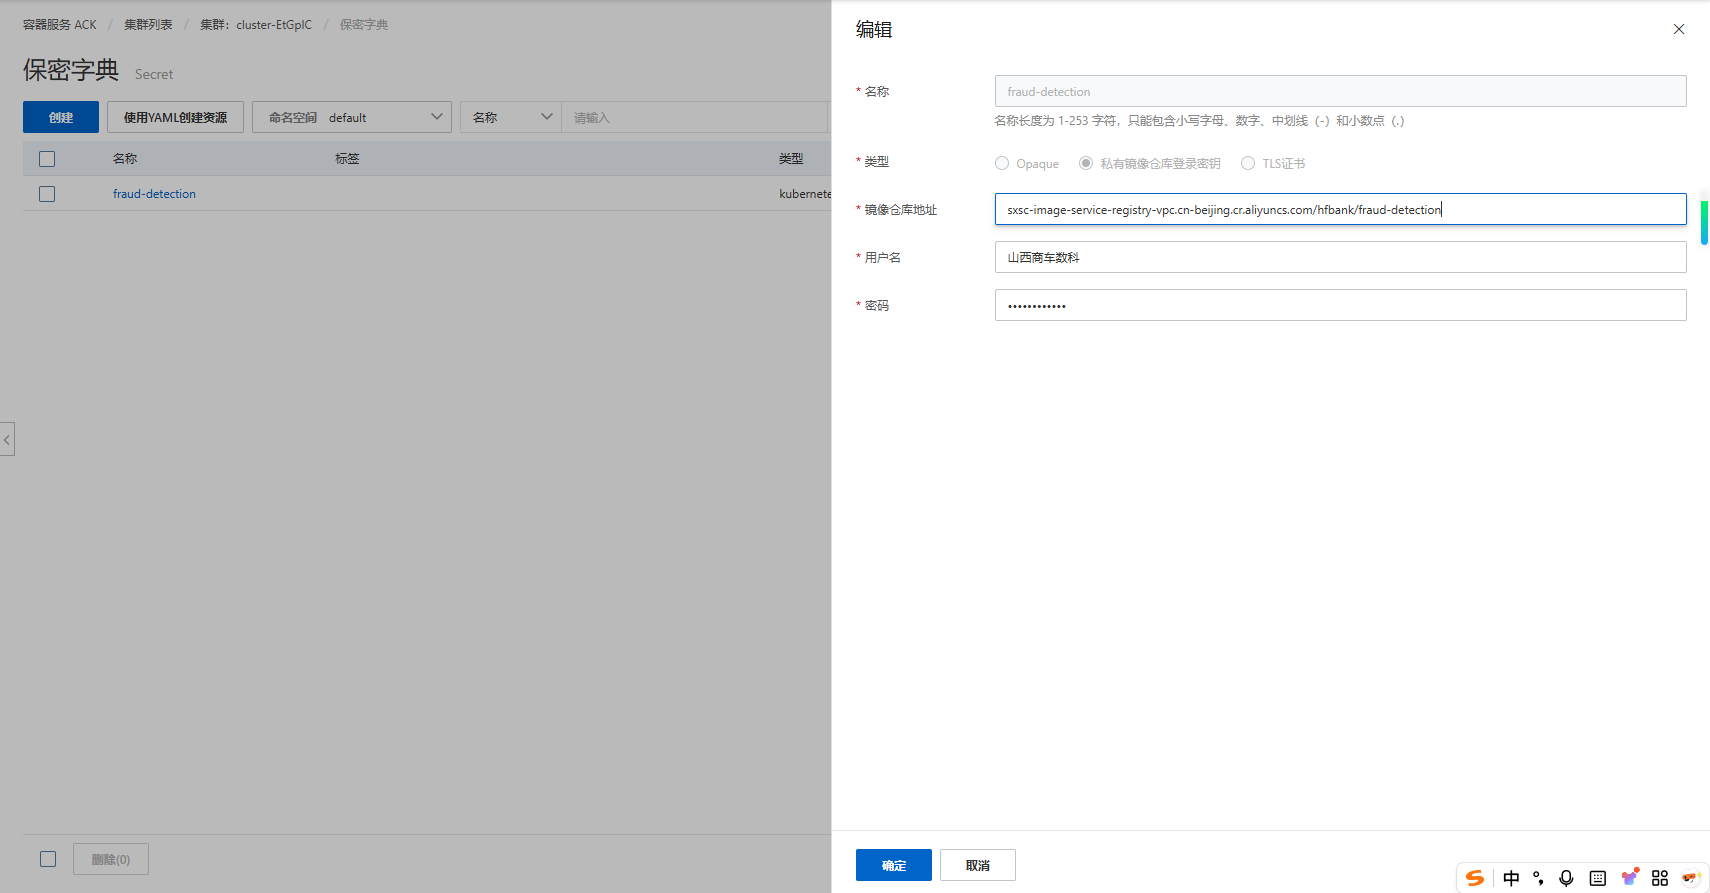 容器服务 ACK / 集群列表 / 集群：cluster-EtGpIC / 保密字典
保密字典 Secret
创建 使用YAML创建资源 命名空间 default 名称 请输入
名称 标签 类型
fraud-detection kubernete
删除(0)
编辑
* 名称 fraud-detection
名称长度为 1-253 字符，只能包含小写字母、数字、中划线（-）和小数点（.）
* 类型 Opaque 私有镜像仓库登录密钥 TLS证书
* 镜像仓库地址 sxsc-image-service-registry-vpc.cn-beijing.cr.aliyuncs.com/hfbank/fraud-detection
* 用户名 山西商车数科
* 密码 ••••••••••••
确定 取消
中